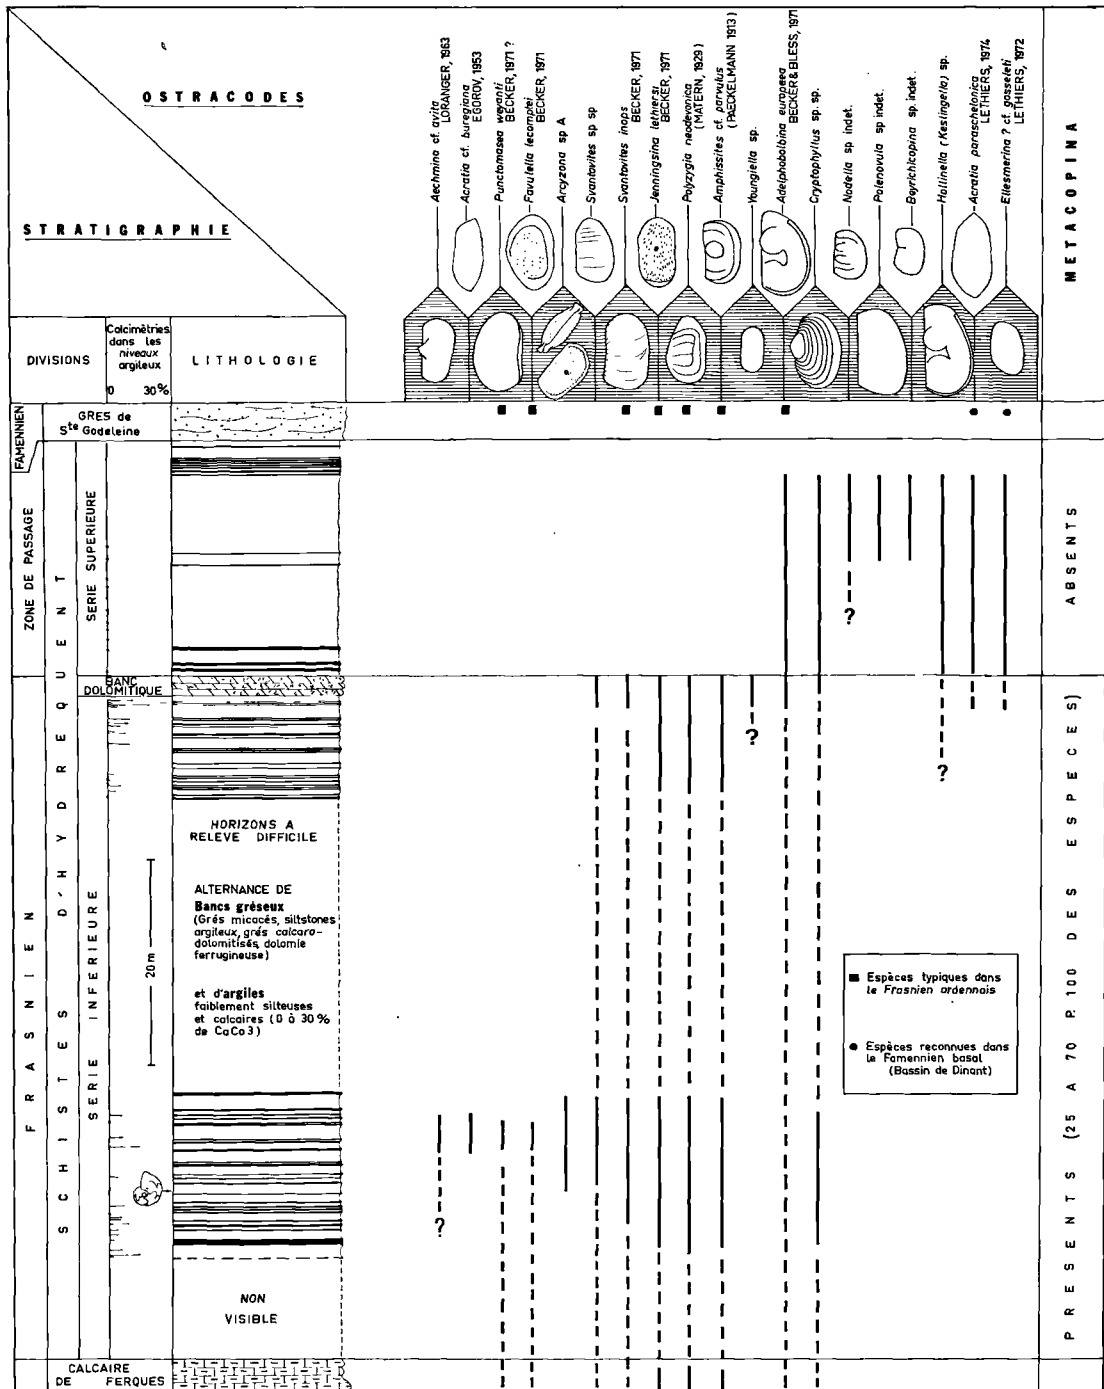 OSTRACODES
STRATIGRAPHIE
Aechmina cf. avita
LORANGER, 1963
Acratia cf. buregiana
EGOROV, 1953
Punctomosea weyanti
BECKER, 1971 ?
Favulella lecomptei
BECKER, 1971
Arcyzona sp A
Svantovites sp sp
Svantovites inops
BECKER, 1971
Jenningsina lethiersi
BECKER, 1971
Polyzygia neodevonica
(MATERN, 1929)
Amphissites cf. parvulus
(PAECKELMANN 1913)
Youngiella sp.
Adelphobolbina europaea
BECKER & BLESS, 1971
Cryptophyllus sp. sp.
Nodella sp indet.
Palenovula sp indet.
Beyrichiopina sp. indet.
Hollinella (Keslingella) sp.
Acratia paraschelonica
LETHIERS, 1974
Ellesmerina ? cf. gosseleti
LETHIERS, 1972
METACOPINA
DIVISIONS
Calcimétries
dans les
niveaux
argileux
0 30%
LITHOLOGIE
FAMENNIEN
GRES de
Ste Godeleine
ZONE DE PASSAGE
SERIE SUPERIEURE
ABSENTS
BANC
DOLOMITIQUE
?
?
?
HORIZONS A
RELEVE DIFFICILE
ALTERNANCE DE
Bancs gréseux
(Grés micacés, siltstones
argileux, grés calcaro-
dolomitisés, dolomie
ferrugineuse)
et d'argiles
faiblement silteuses
et calcaires (0 à 30%
de CaCo3)
20 m
FRASNIEN
SCHISTES D'HYDREQUENT
SERIE INFERIEURE
■ Espèces typiques dans
le Frasnien ardennais
● Espèces reconnues dans
le Famennien basal
(Bassin de Dinant)
?
PRESENTS (25 A 70 P. 100 DES ESPECES)
NON
VISIBLE
CALCAIRE
DE FERQUES